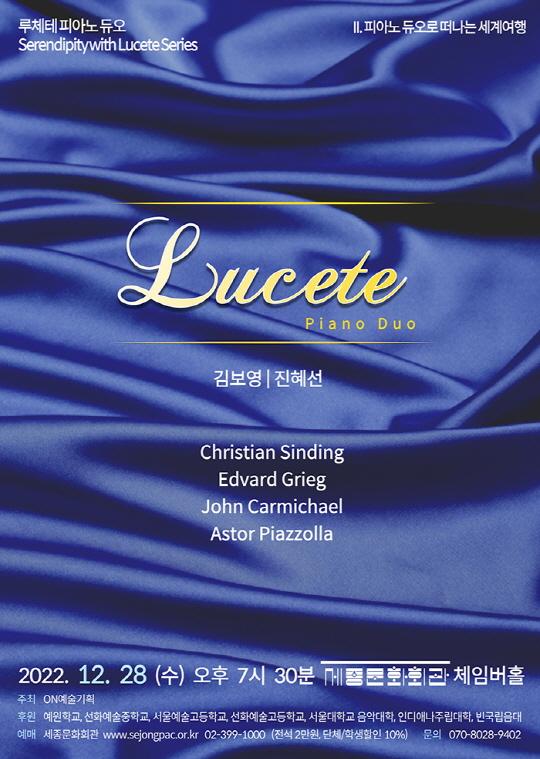 루체테 피아노 듀오
Serendipity with Lucete Series
II. 피아노 듀오로 떠나는 세계여행
Lucete
Piano Duo
김보영 | 진혜선
Christian Sinding
Edvard Grieg
John Carmichael
Astor Piazzolla
2022. 12. 28 (수) 오후 7시 30분 세종문화회관 체임버홀
주최 ON예술기획
후원 예원학교, 선화예술중학교, 서울예술고등학교, 선화예술고등학교, 서울대학교 음악대학, 인디애나주립대학, 빈국립음대
예매 세종문화회관 www.sejongpac.or.kr 02-399-1000 (전석 2만원, 단체/학생할인 10%) 문의 070-8028-9402